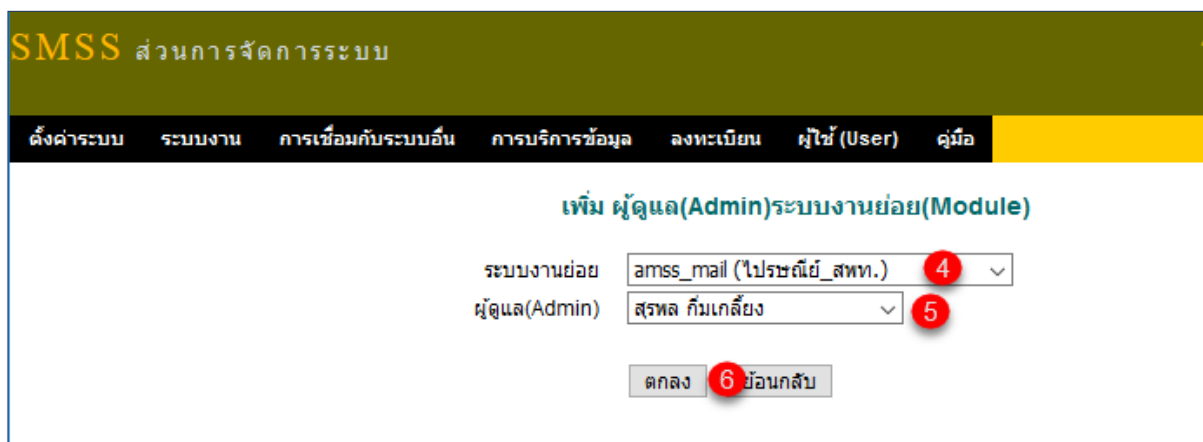 SMSS ส่วนการจัดการระบบ
ตั้งค่าระบบ ระบบงาน การเชื่อมกับระบบอื่น การบริการข้อมูล ลงทะเบียน ผู้ใช้ (User) คู่มือ
เพิ่ม ผู้ดูแล(Admin)ระบบงานย่อย(Module)
ระบบงานย่อย amss_mail (ไปรษณีย์_สพท.) 4
ผู้ดูแล(Admin) สุรพล กิ่มเกลี้ยง 5
ตกลง 6 ย้อนกลับ